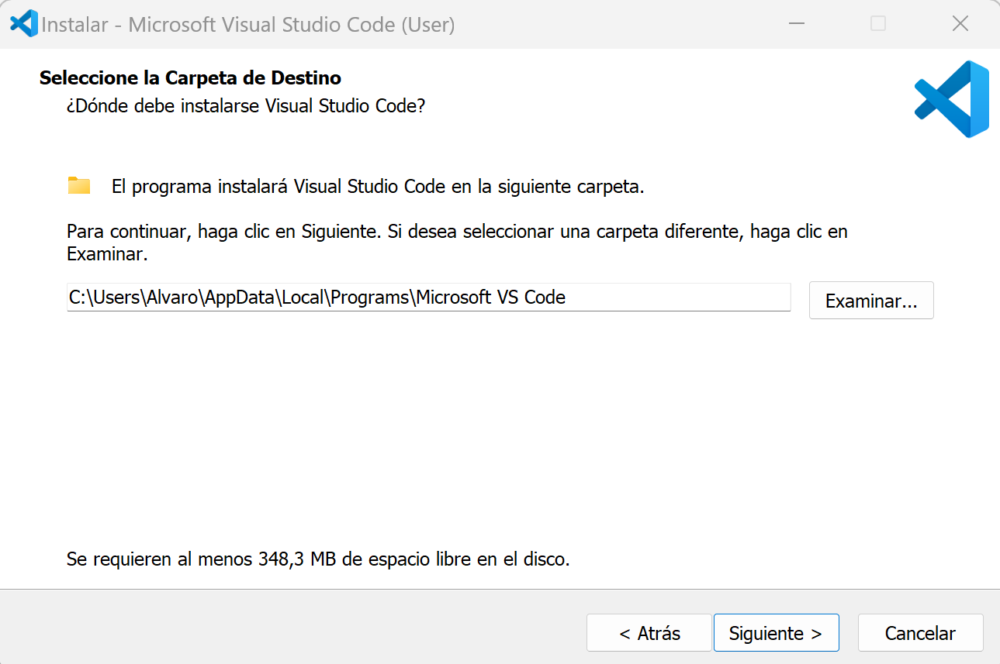 Instalar - Microsoft Visual Studio Code (User)
Seleccione la Carpeta de Destino
¿Dónde debe instalarse Visual Studio Code?
El programa instalará Visual Studio Code en la siguiente carpeta.
Para continuar, haga clic en Siguiente. Si desea seleccionar una carpeta diferente, haga clic en
Examinar.
C:\Users\Alvaro\AppData\Local\Programs\Microsoft VS Code
Examinar...
Se requieren al menos 348,3 MB de espacio libre en el disco.
< Atrás
Siguiente >
Cancelar